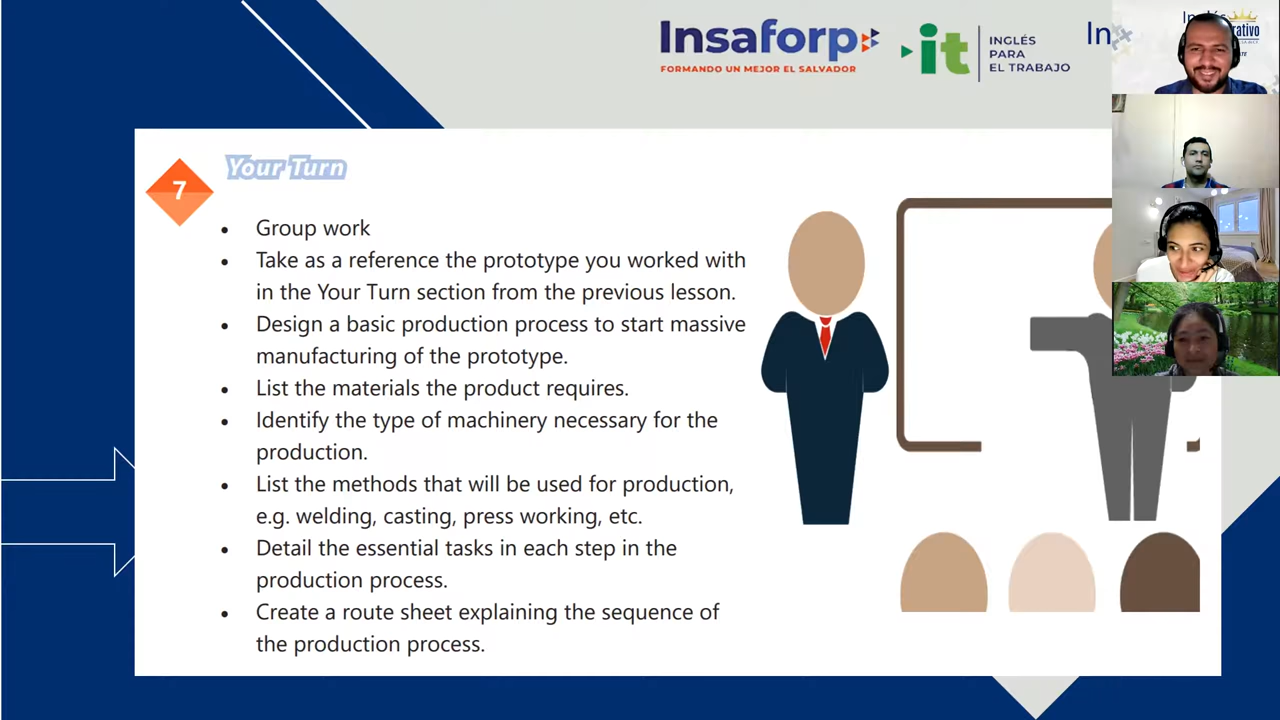 Insaforp
FORMANDO UN MEJOR EL SALVADOR
it
INGLÉS
PARA
EL TRABAJO
In
7
Your Turn
• Group work
• Take as a reference the prototype you worked with
in the Your Turn section from the previous lesson.
• Design a basic production process to start massive
manufacturing of the prototype.
• List the materials the product requires.
• Identify the type of machinery necessary for the
production.
• List the methods that will be used for production,
e.g. welding, casting, press working, etc.
• Detail the essential tasks in each step in the
production process.
• Create a route sheet explaining the sequence of
the production process.